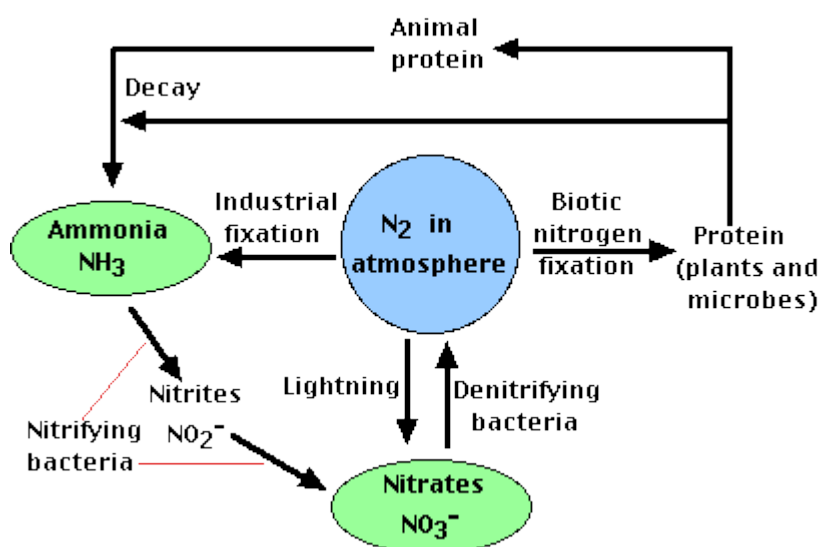 Animal
protein
Decay
Industrial
fixation
N₂ in
atmosphere
Biotic
nitrogen
fixation
Protein
(plants and
microbes)
Ammonia
NH₃
Nitrites
NO₂⁻
Nitrifying
bacteria
Lightning
Denitrifying
bacteria
Nitrates
NO₃⁻